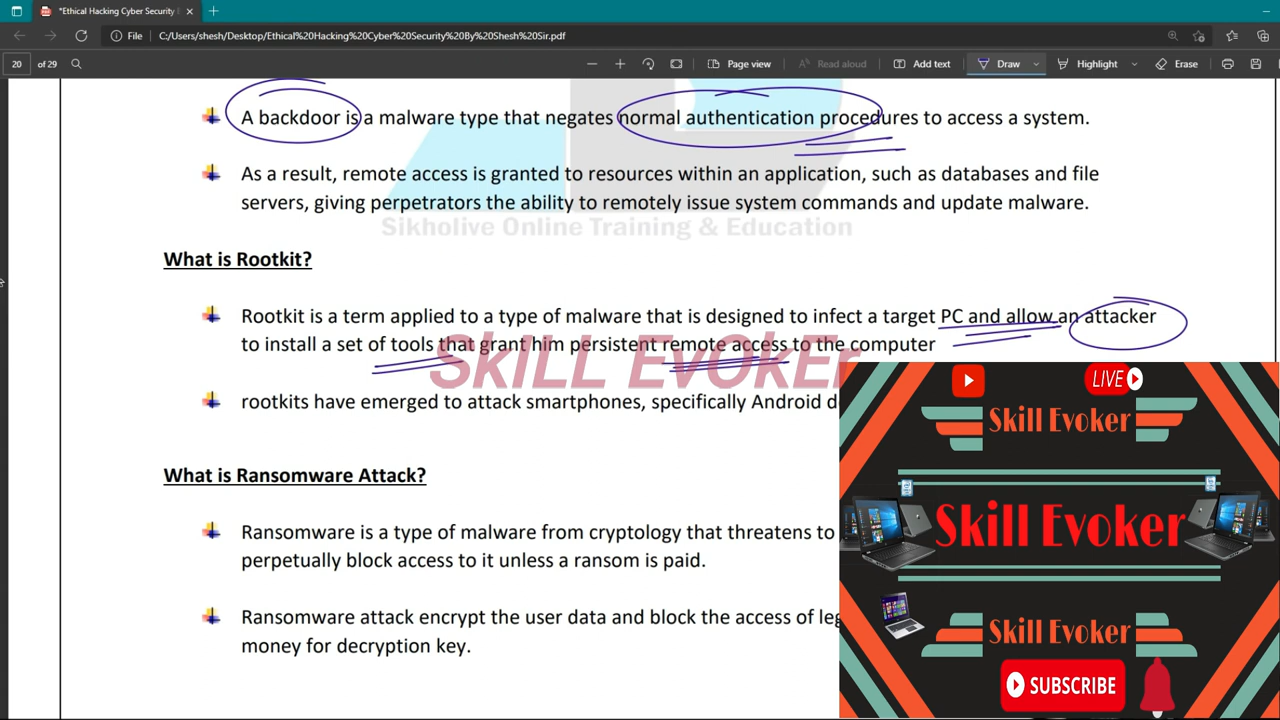 *Ethical Hacking Cyber Security
File C:/Users/shesh/Desktop/Ethical%20Hacking%20Cyber%20Security%20By%20Shesh%20Sir.pdf
20 of 29 Page view Read aloud Add text Draw Highlight Erase
A backdoor is a malware type that negates normal authentication procedures to access a system.
As a result, remote access is granted to resources within an application, such as databases and file
servers, giving perpetrators the ability to remotely issue system commands and update malware.
Sikholive Online Training & Education
What is Rootkit?
Rootkit is a term applied to a type of malware that is designed to infect a target PC and allow an attacker
to install a set of tools that grant him persistent remote access to the computer
SKILL EVOKEr
rootkits have emerged to attack smartphones, specifically Android d
What is Ransomware Attack?
Ransomware is a type of malware from cryptology that threatens to
perpetually block access to it unless a ransom is paid.
Ransomware attack encrypt the user data and block the access of leg
money for decryption key.
LIVE
Skill Evoker
Skill Evoker
Skill Evoker
SUBSCRIBE